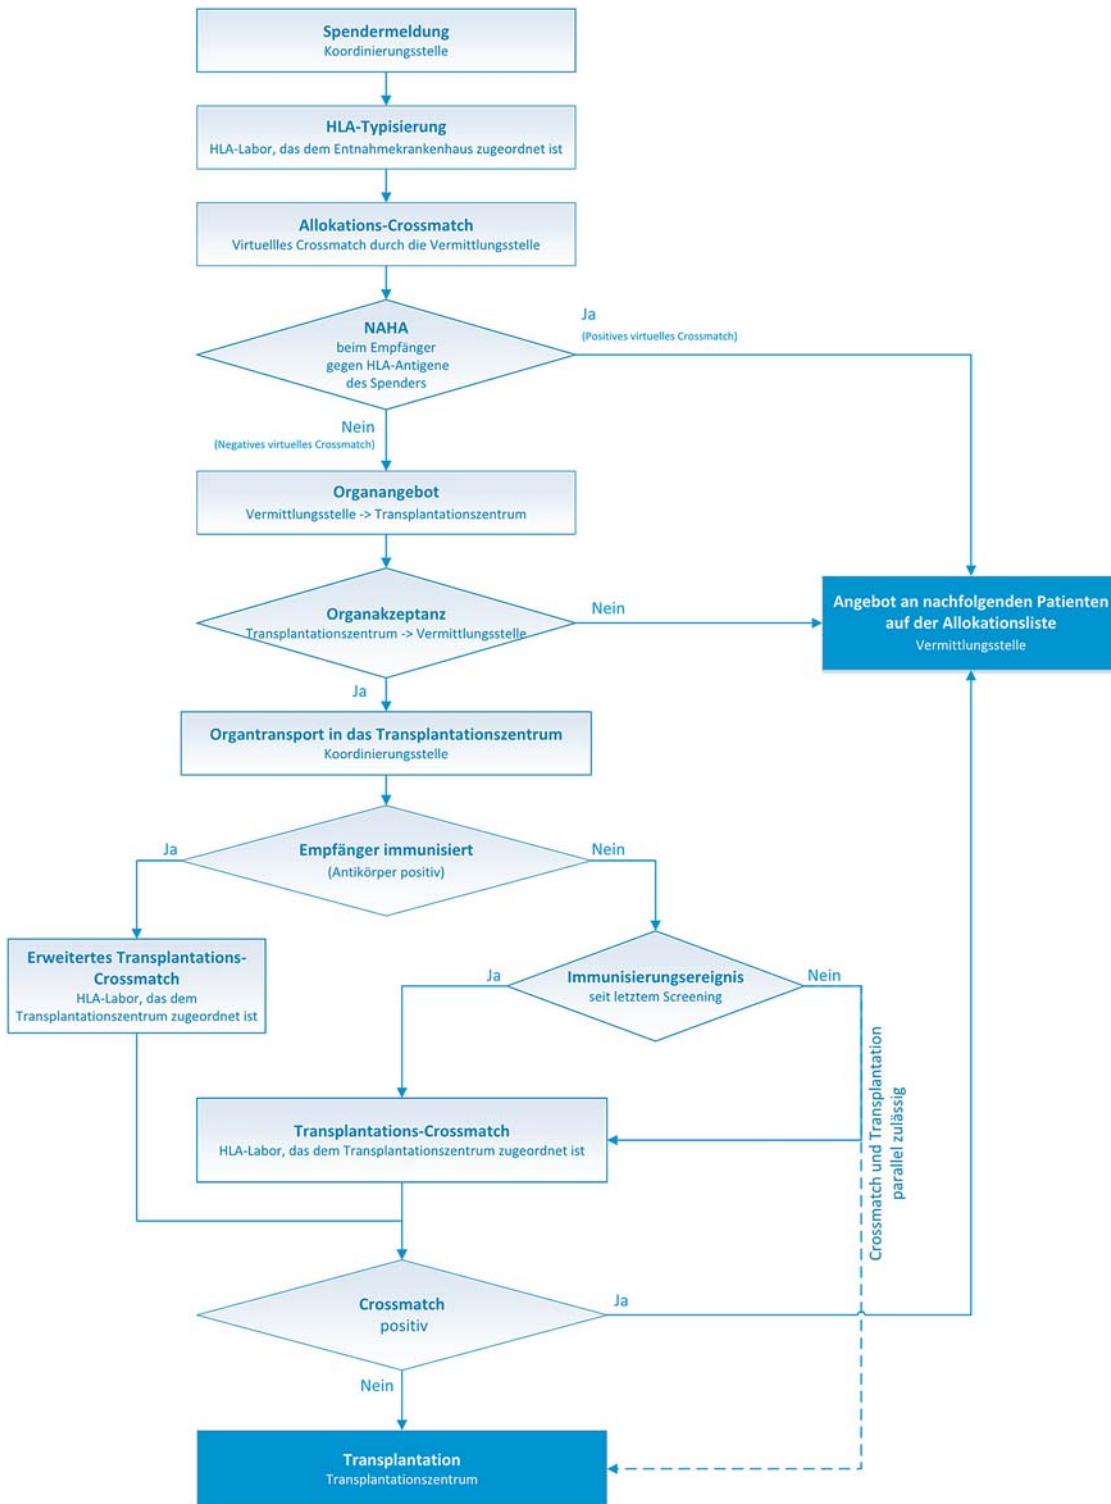 Spendermeldung
Koordinierungsstelle
HLA-Typisierung
HLA-Labor, das dem Entnahmekrankenhaus zugeordnet ist
Allokations-Crossmatch
Virtuellles Crossmatch durch die Vermittlungsstelle
NAHA
beim Empfänger
gegen HLA-Antigene
des Spenders
Ja
(Positives virtuelles Crossmatch)
Nein
(Negatives virtuelles Crossmatch)
Organangebot
Vermittlungsstelle -> Transplantationszentrum
Organakzeptanz
Transplantationszentrum -> Vermittlungsstelle
Nein
Angebot an nachfolgenden Patienten
auf der Allokationsliste
Vermittlungsstelle
Ja
Organtransport in das Transplantationszentrum
Koordinierungsstelle
Empfänger immunisiert
(Antikörper positiv)
Ja
Nein
Erweitertes Transplantations-
Crossmatch
HLA-Labor, das dem
Transplantationszentrum zugeordnet ist
Immunisierungsereignis
seit letztem Screening
Ja
Nein
Crossmatch und Transplantation
parallel zulässig
Transplantations-Crossmatch
HLA-Labor, das dem Transplantationszentrum zugeordnet ist
Crossmatch
positiv
Ja
Nein
Transplantation
Transplantationszentrum